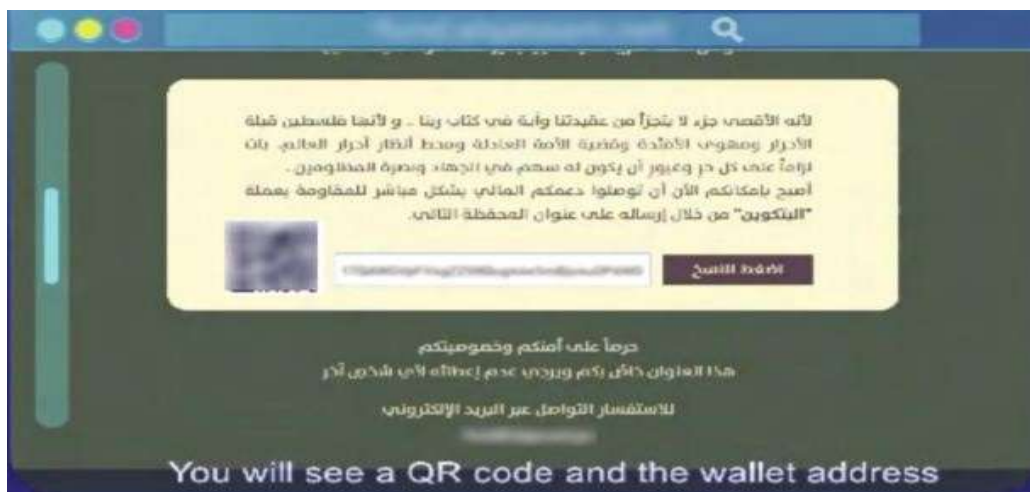 لأنه الأقصى جزء لا يتجزأ من عقيدتنا وآية في كتاب ربنا .. و لأنها فلسطين قبلة
الأحرار ومهوى الأفئدة وقضية الأمة العادلة ومحط أنظار أحرار العالم، بات
لزاماً على كل حر وغيور أن يكون له سهم في الجهاد ونصرة المظلومين .
أصبح بإمكانكم الآن أن توصلوا دعمكم المالي بشكل مباشر للمقاومة بعملة
"البتكوين" من خلال إرساله على عنوان المحفظة التالي.
اضغط للنسخ
حرصاً على أمنكم وخصوصيتكم
هذا العنوان خاص بكم ويرجى عدم إعطائه لأي شخص آخر
للاستفسار التواصل عبر البريد الإلكتروني
You will see a QR code and the wallet address